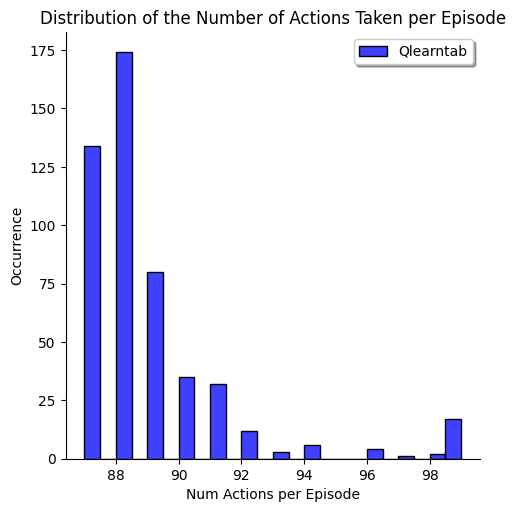 Distribution of the Number of Actions Taken per Episode
Qlearntab
175
150
125
100
75
50
25
0
Occurrence
88 90 92 94 96 98
Num Actions per Episode